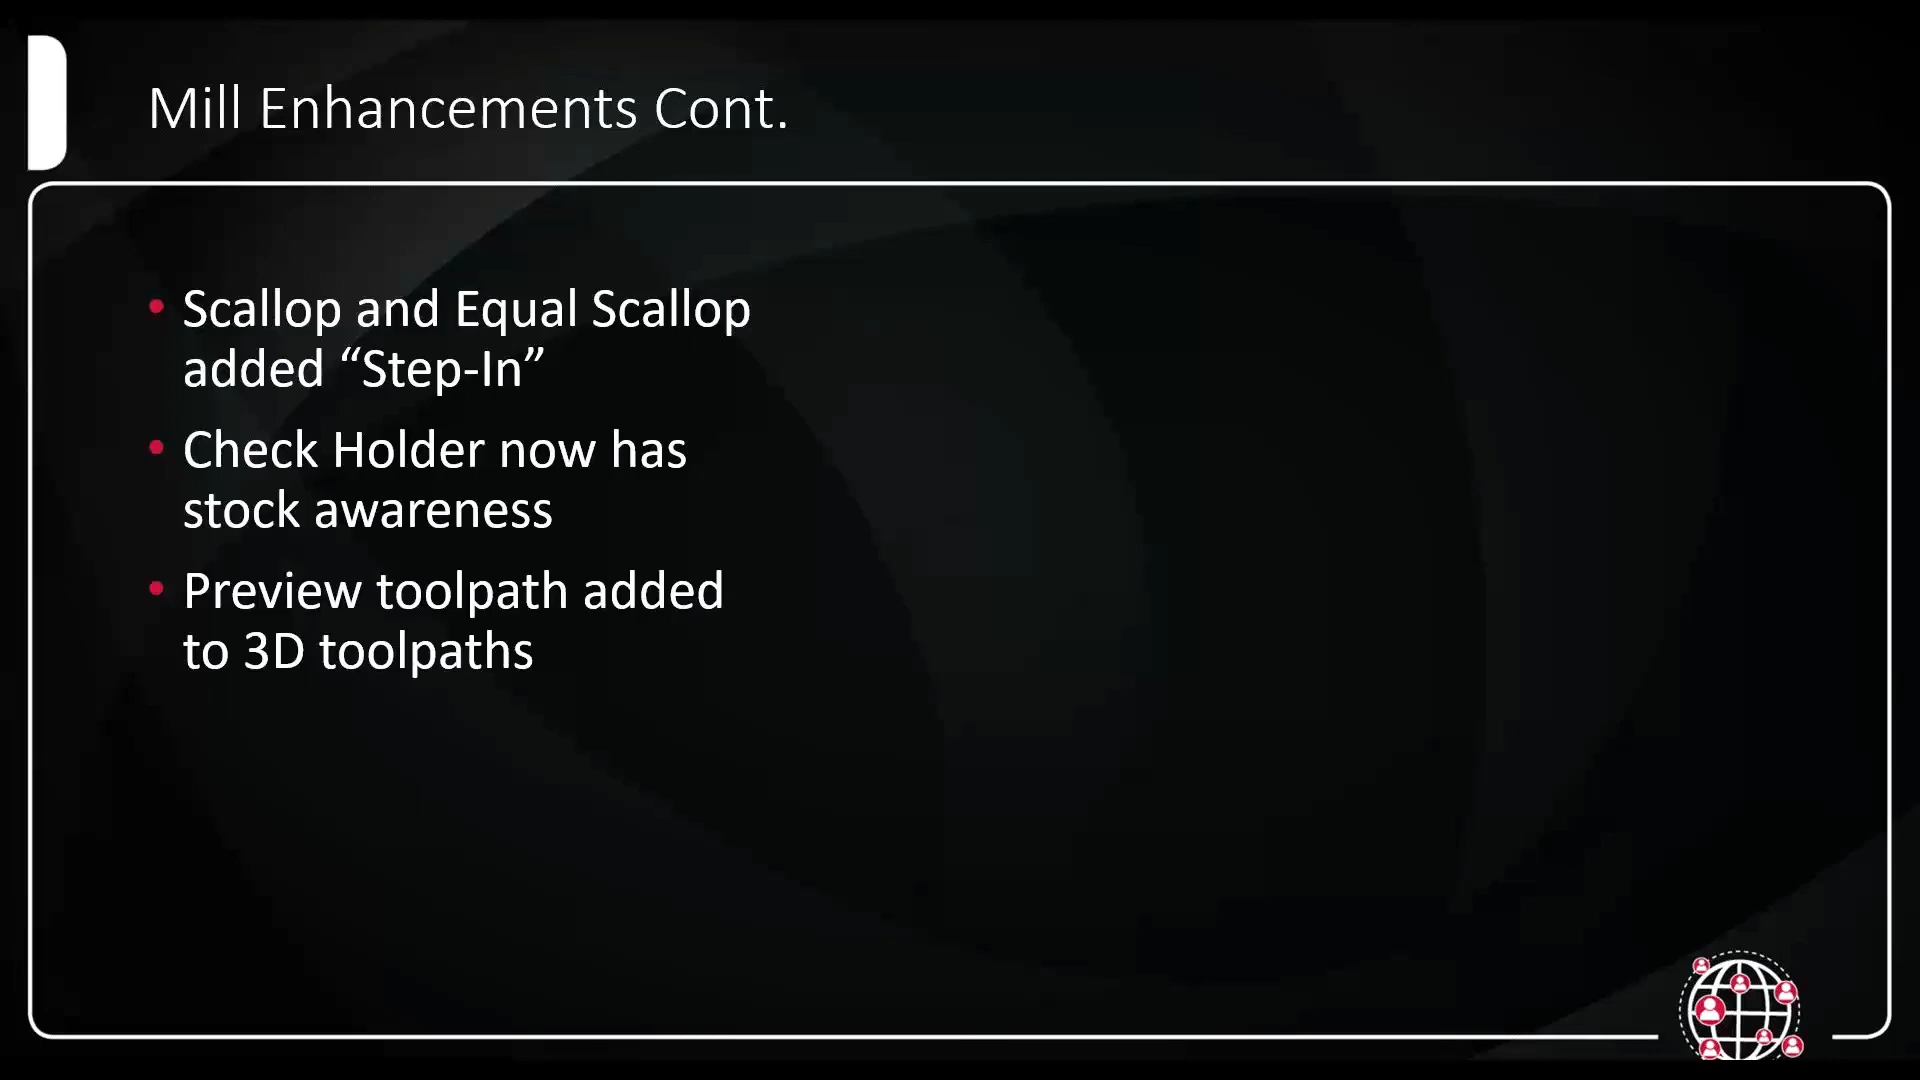 Mill Enhancements Cont.
• Scallop and Equal Scallop
added “Step-In”
• Check Holder now has
stock awareness
• Preview toolpath added
to 3D toolpaths